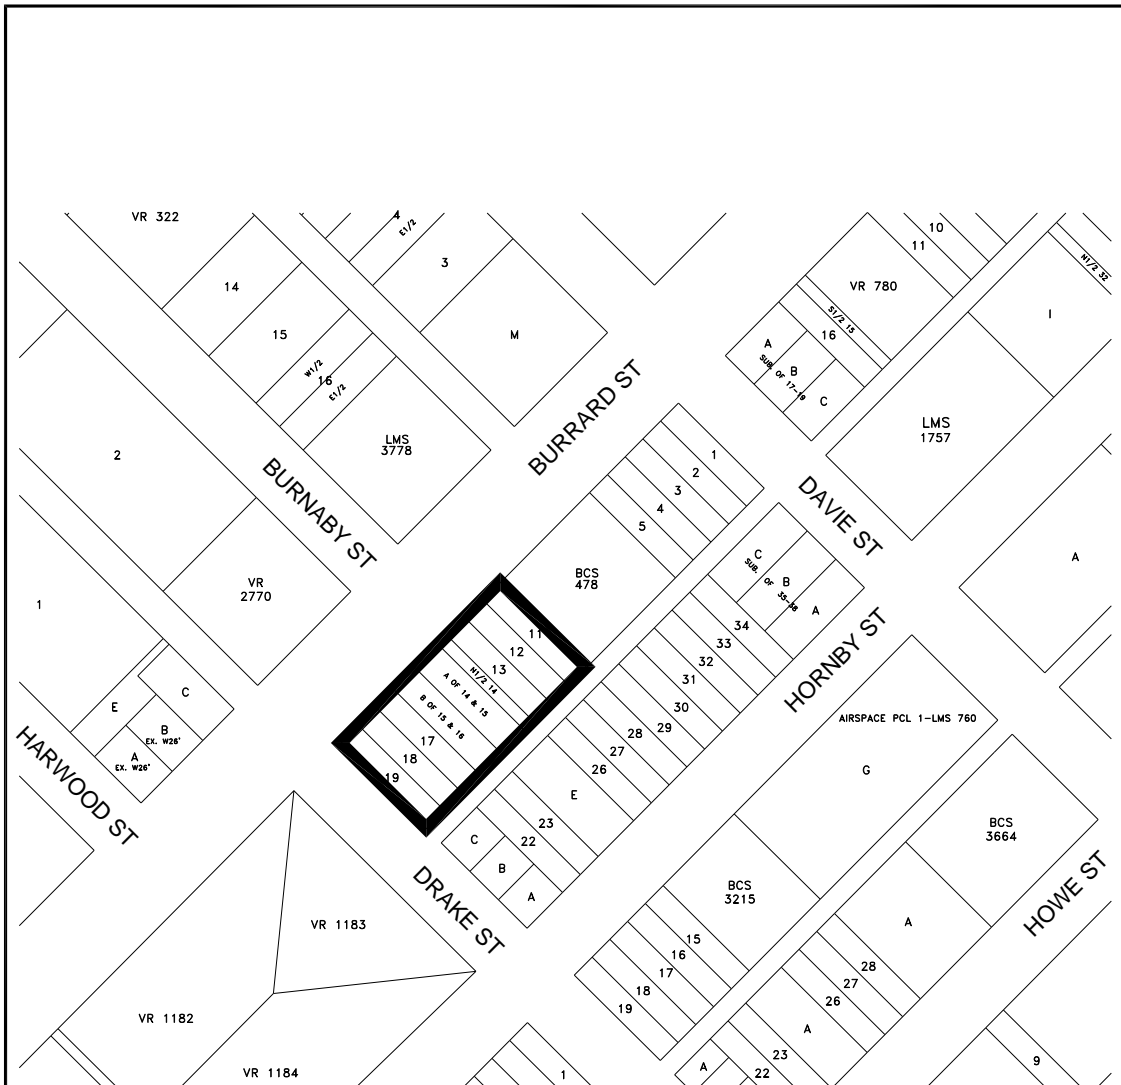 VR 322
4
E1/2
10
11
3
N1/2 32
14
VR 780
I
S1/2 15
15
M
16
A
W1/2
16
E1/2
B
SUB. OF 17-19
C
LMS
3778
LMS
1757
2
BURRARD ST
1
2
3
4
5
BURNABY ST
DAVIE ST
C
SUB. OF 35-38
B
A
A
BCS
478
VR
2770
1
34
33
32
31
30
29
28
27
26
HORNBY ST
11
12
13
N1/2 14
A OF 14 & 15
B OF 15 & 16
17
18
19
C
E
B
EX. W26'
A
EX. W26'
AIRSPACE PCL 1-LMS 760
G
HARWOOD ST
E
23
22
C
B
A
BCS
3664
DRAKE ST
BCS
3215
HOWE ST
VR 1183
A
15
16
17
18
19
28
27
26
A
23
22
A
VR 1182
VR 1184
1
9